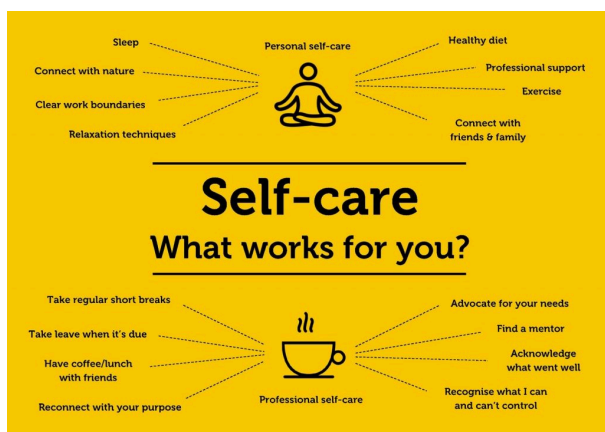 Personal self-care
Sleep
Connect with nature
Clear work boundaries
Relaxation techniques
Healthy diet
Professional support
Exercise
Connect with
friends & family
Self-care
What works for you?
Take regular short breaks
Take leave when it's due
Have coffee/lunch
with friends
Reconnect with your purpose
Advocate for your needs
Find a mentor
Acknowledge
what went well
Recognise what I can
and can't control
Professional self-care